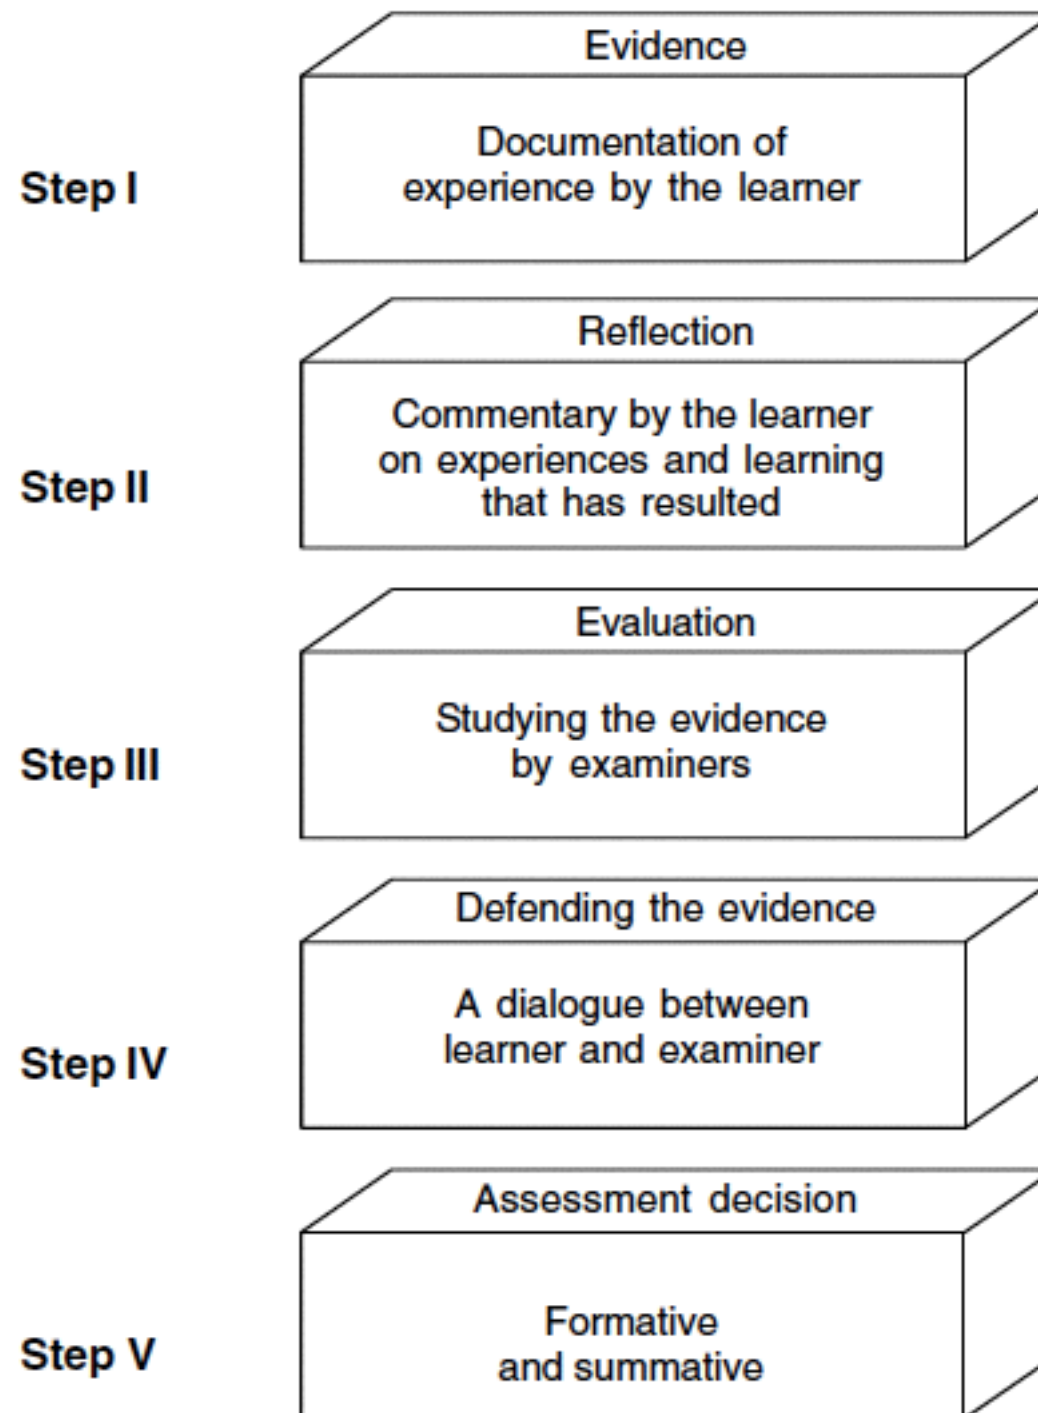 Evidence
Step I
Documentation of
experience by the learner
Reflection
Step II
Commentary by the learner
on experiences and learning
that has resulted
Evaluation
Step III
Studying the evidence
by examiners
Defending the evidence
Step IV
A dialogue between
learner and examiner
Assessment decision
Step V
Formative
and summative